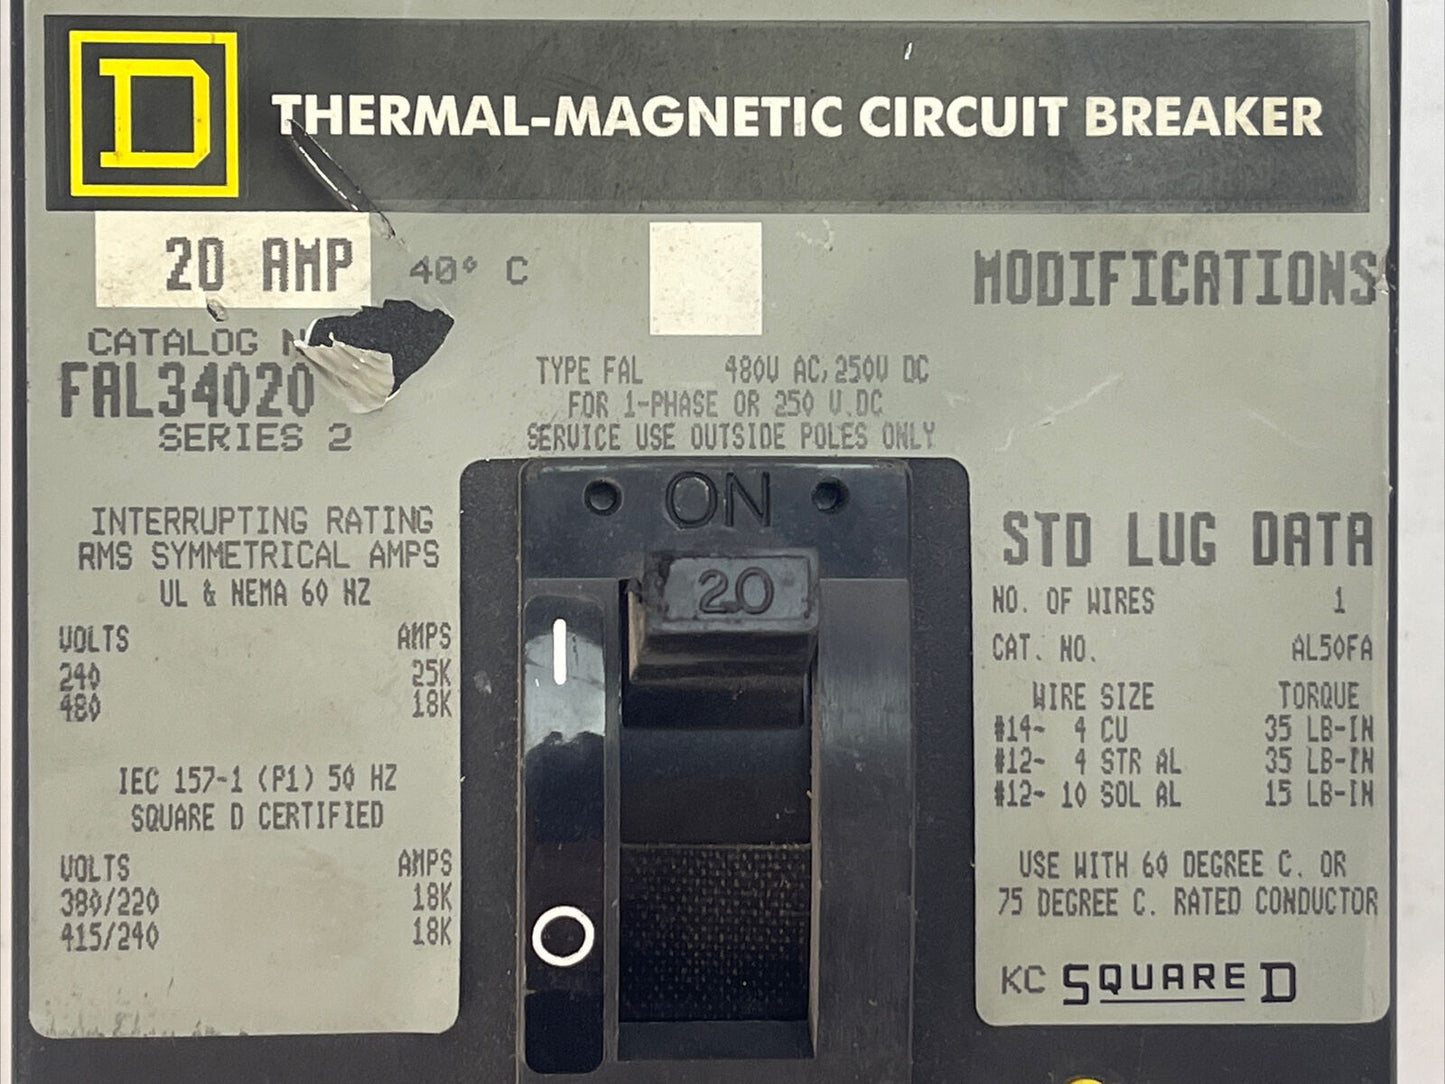 D
THERMAL-MAGNETIC CIRCUIT BREAKER
20 AMP 40° C
MODIFICATIONS
CATALOG
FAL34020
SERIES 2
TYPE FAL 480V AC, 250V DC
FOR 1-PHASE OR 250 V.DC
SERVICE USE OUTSIDE POLES ONLY
INTERRUPTING RATING
RMS SYMMETRICAL AMPS
UL & NEMA 60 HZ
VOLTS AMPS
240 25K
480 18K
IEC 157-1 (P1) 50 HZ
SQUARE D CERTIFIED
VOLTS AMPS
380/220 18K
415/240 18K
ON
20
I
O
STD LUG DATA
NO. OF WIRES 1
CAT. NO. AL50FA
WIRE SIZE TORQUE
#14- 4 CU 35 LB-IN
#12- 4 STR AL 35 LB-IN
#12- 10 SOL AL 15 LB-IN
USE WITH 60 DEGREE C. OR
75 DEGREE C. RATED CONDUCTOR
KC SQUARE D